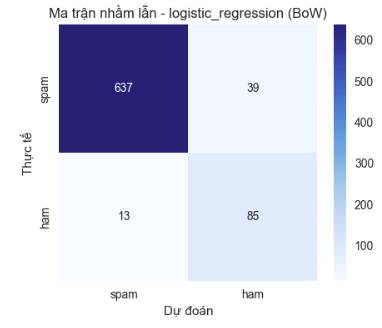 Ma trận nhầm lẫn - logistic_regression (BoW)
Thực tế
spam
637
39
ham
13
85
spam
ham
Dự đoán
600
500
400
300
200
100